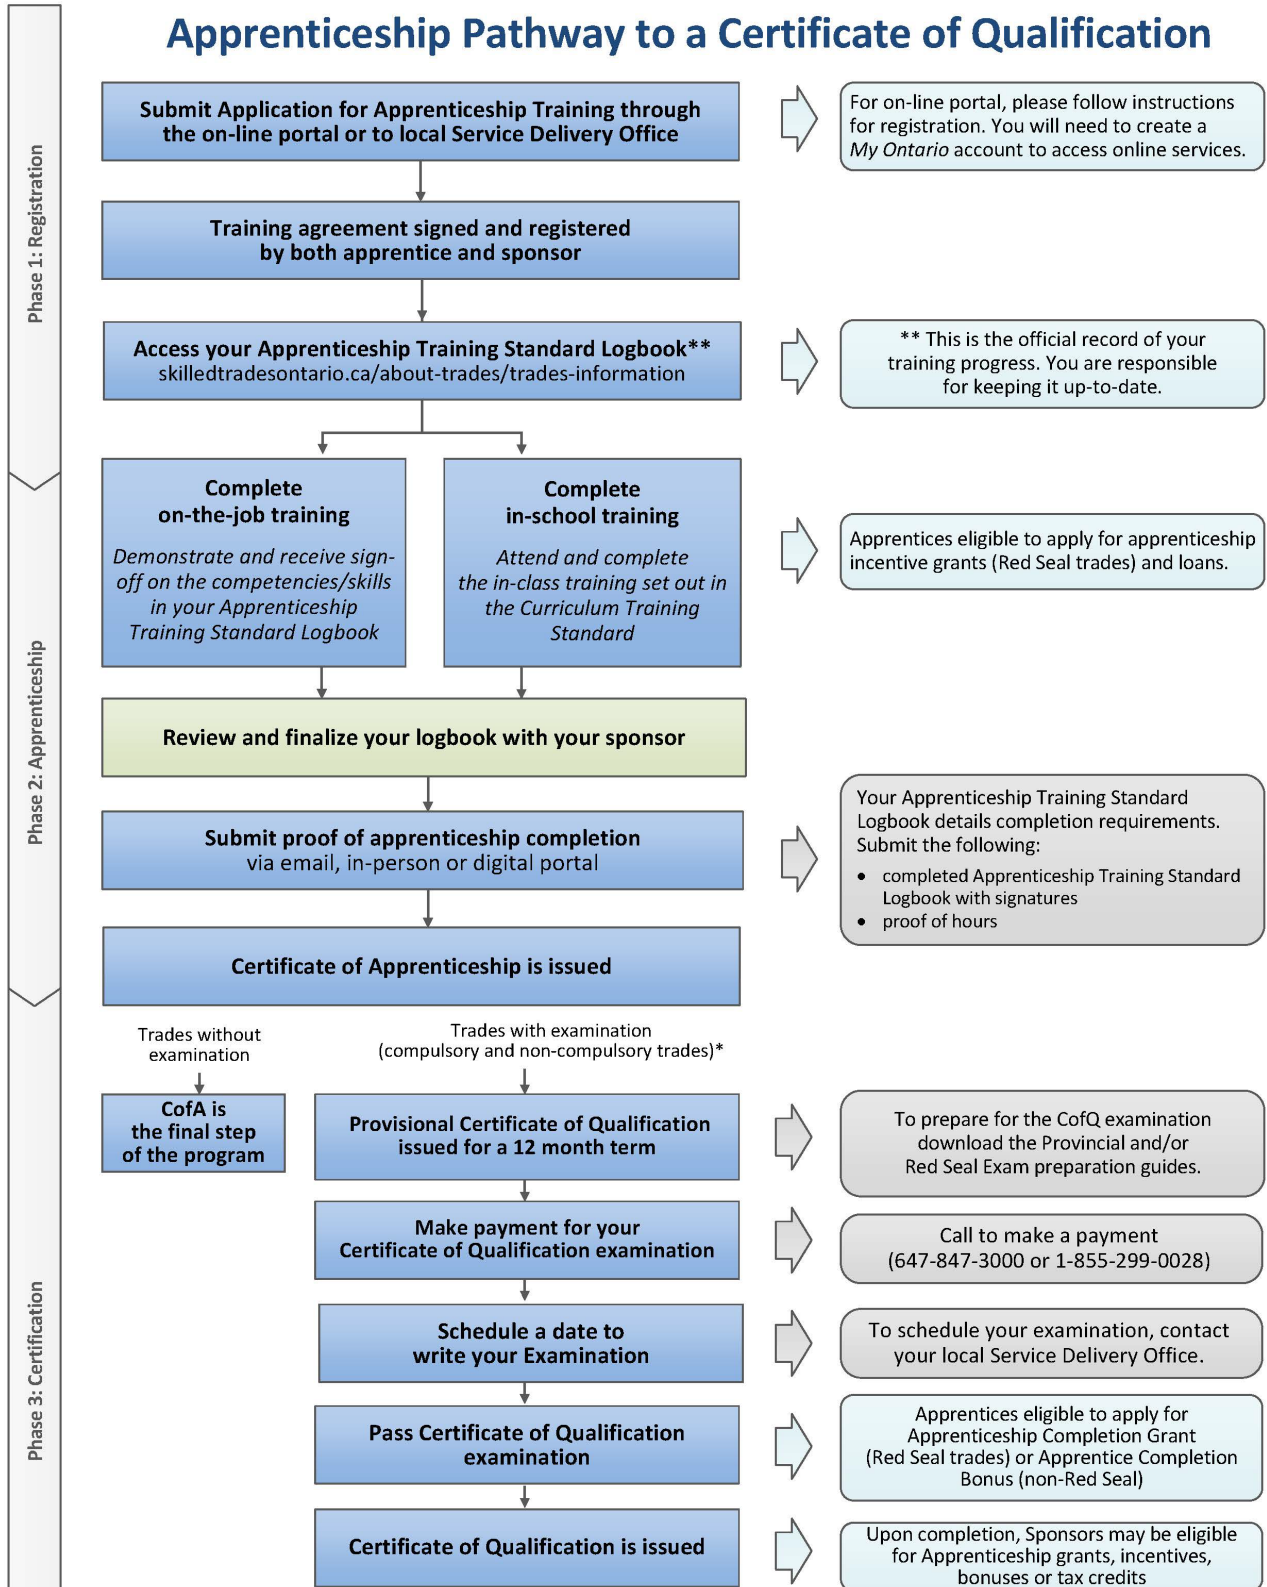 Apprenticeship Pathway to a Certificate of Qualification
Phase 1: Registration
Submit Application for Apprenticeship Training through
the on-line portal or to local Service Delivery Office
For on-line portal, please follow instructions
for registration. You will need to create a
My Ontario account to access online services.
Training agreement signed and registered
by both apprentice and sponsor
Access your Apprenticeship Training Standard Logbook**
skilledtradesontario.ca/about-trades/trades-information
** This is the official record of your
training progress. You are responsible
for keeping it up-to-date.
Phase 2: Apprenticeship
Complete
on-the-job training
Demonstrate and receive sign-
off on the competencies/skills
in your Apprenticeship
Training Standard Logbook
Complete
in-school training
Attend and complete
the in-class training set out in
the Curriculum Training
Standard
Apprentices eligible to apply for apprenticeship
incentive grants (Red Seal trades) and loans.
Review and finalize your logbook with your sponsor
Submit proof of apprenticeship completion
via email, in-person or digital portal
Your Apprenticeship Training Standard
Logbook details completion requirements.
Submit the following:
• completed Apprenticeship Training Standard
Logbook with signatures
• proof of hours
Certificate of Apprenticeship is issued
Phase 3: Certification
Trades without
examination
CofA is
the final step
of the program
Trades with examination
(compulsory and non-compulsory trades)*
Provisional Certificate of Qualification
issued for a 12 month term
To prepare for the CofQ examination
download the Provincial and/or
Red Seal Exam preparation guides.
Make payment for your
Certificate of Qualification examination
Call to make a payment
(647-847-3000 or 1-855-299-0028)
Schedule a date to
write your Examination
To schedule your examination, contact
your local Service Delivery Office.
Pass Certificate of Qualification
examination
Apprentices eligible to apply for
Apprenticeship Completion Grant
(Red Seal trades) or Apprentice Completion
Bonus (non-Red Seal)
Certificate of Qualification is issued
Upon completion, Sponsors may be eligible
for Apprenticeship grants, incentives,
bonuses or tax credits